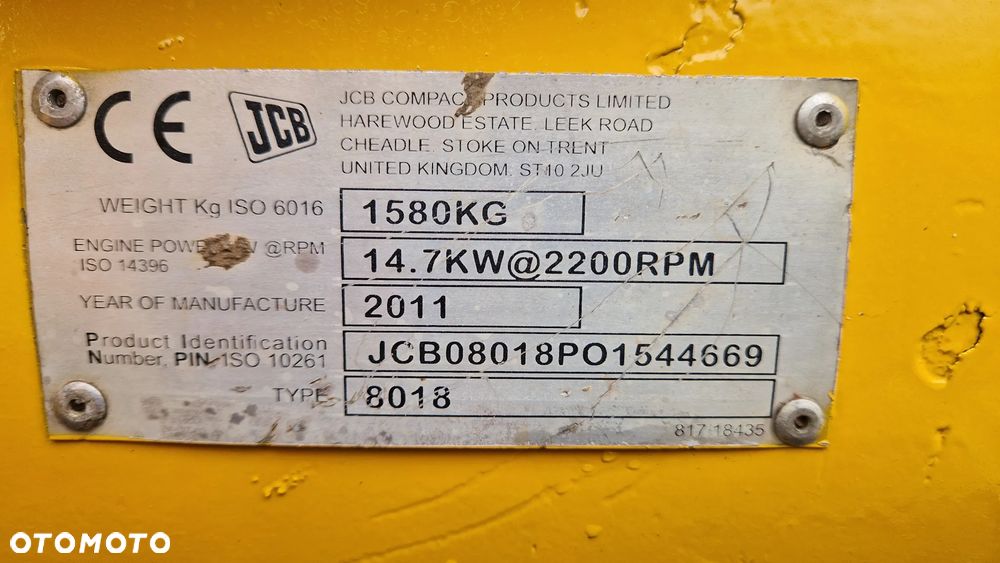 CE
JCB
JCB COMPACT PRODUCTS LIMITED
HAREWOOD ESTATE, LEEK ROAD
CHEADLE, STOKE ON TRENT
UNITED KINGDOM. ST10 2JU
WEIGHT Kg ISO 6016
1580KG
ENGINE POWER KW @RPM
ISO 14396
14.7KW@2200RPM
YEAR OF MANUFACTURE
2011
Product Identification
Number, PIN, ISO 10261
JCB08018PO1544669
TYPE
8018
817/18435
OTOMOTO